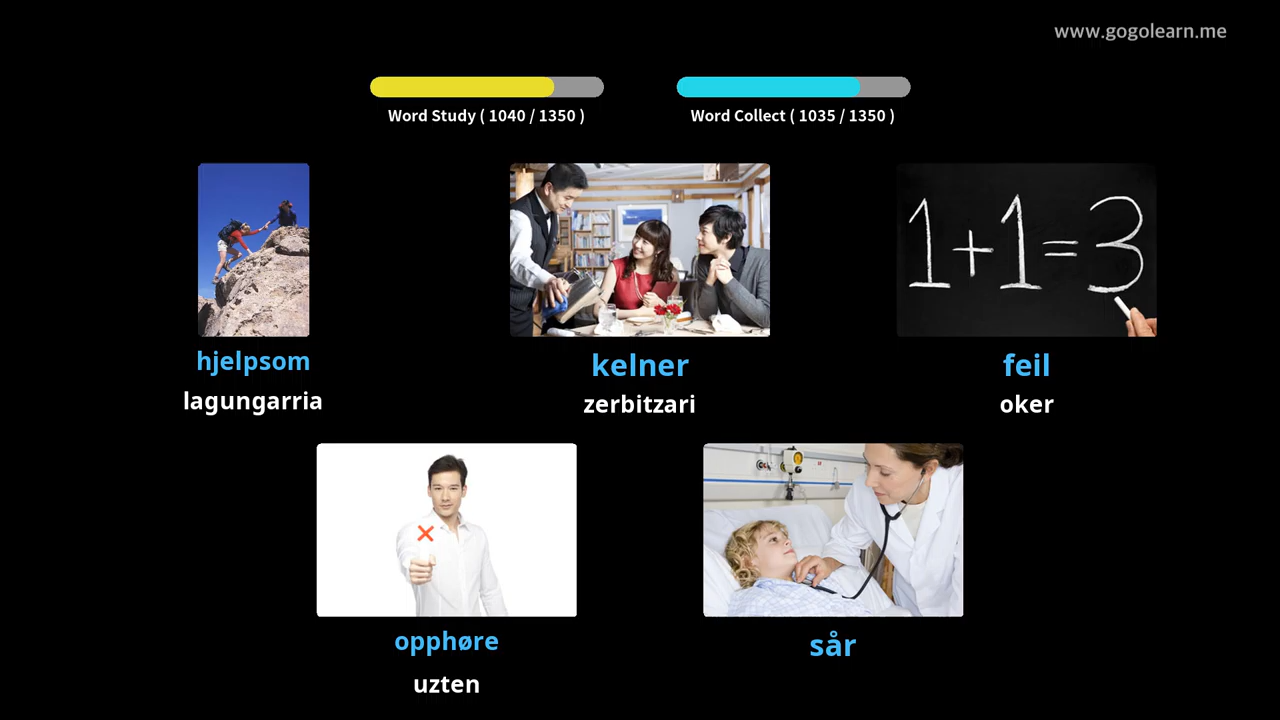 www.gogolearn.me
Word Study ( 1040 / 1350 )
Word Collect ( 1035 / 1350 )
1+1=3
hjelpsom
lagungarria
kelner
zerbitzari
feil
oker
opphøre
uzten
sår